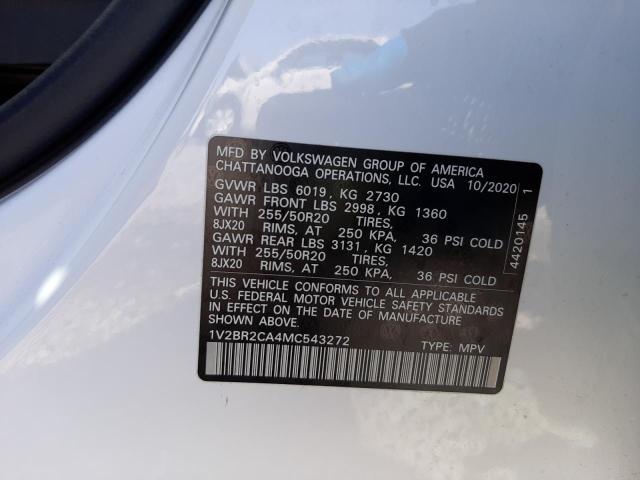 MFD BY VOLKSWAGEN GROUP OF AMERICA
CHATTANOOGA OPERATIONS, LLC. USA 10/2020
GVWR LBS 6019, KG 2730
GAWR FRONT LBS 2998, KG 1360
WITH 255/50R20 TIRES,
8JX20 RIMS, AT 250 KPA, 36 PSI COLD
GAWR REAR LBS 3131, KG 1420
WITH 255/50R20 TIRES,
8JX20 RIMS, AT 250 KPA, 36 PSI COLD
THIS VEHICLE CONFORMS TO ALL APPLICABLE
U.S. FEDERAL MOTOR VEHICLE SAFETY STANDARDS
IN EFFECT ON THE DATE OF MANUFACTURE
SHOWN ABOVE.
1V2BR2CA4MC543272 TYPE: MPV
4420145 1